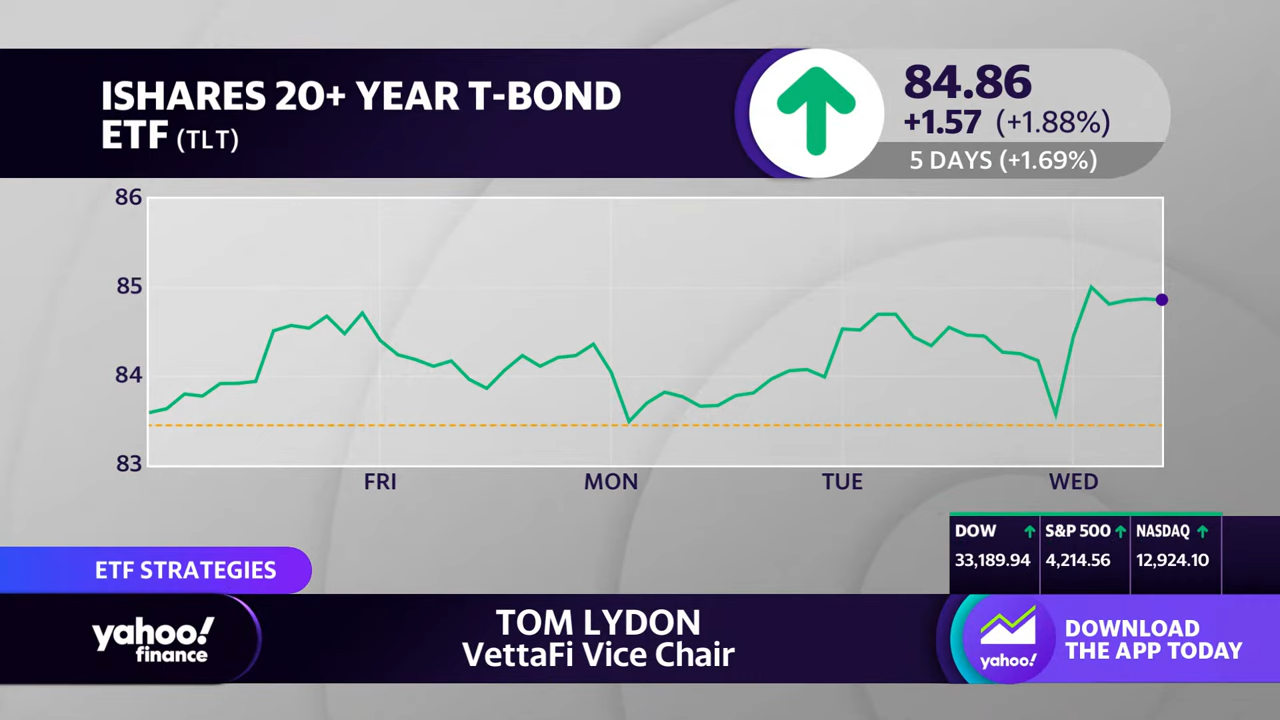 ISHARES 20+ YEAR T-BOND
ETF (TLT)
84.86
+1.57 (+1.88%)
5 DAYS (+1.69%)
86
85
84
83
FRI MON TUE WED
DOW S&P 500 NASDAQ
33,189.94 4,214.56 12,924.10
ETF STRATEGIES
yahoo!
finance
TOM LYDON
VettaFi Vice Chair
yahoo!
DOWNLOAD
THE APP TODAY